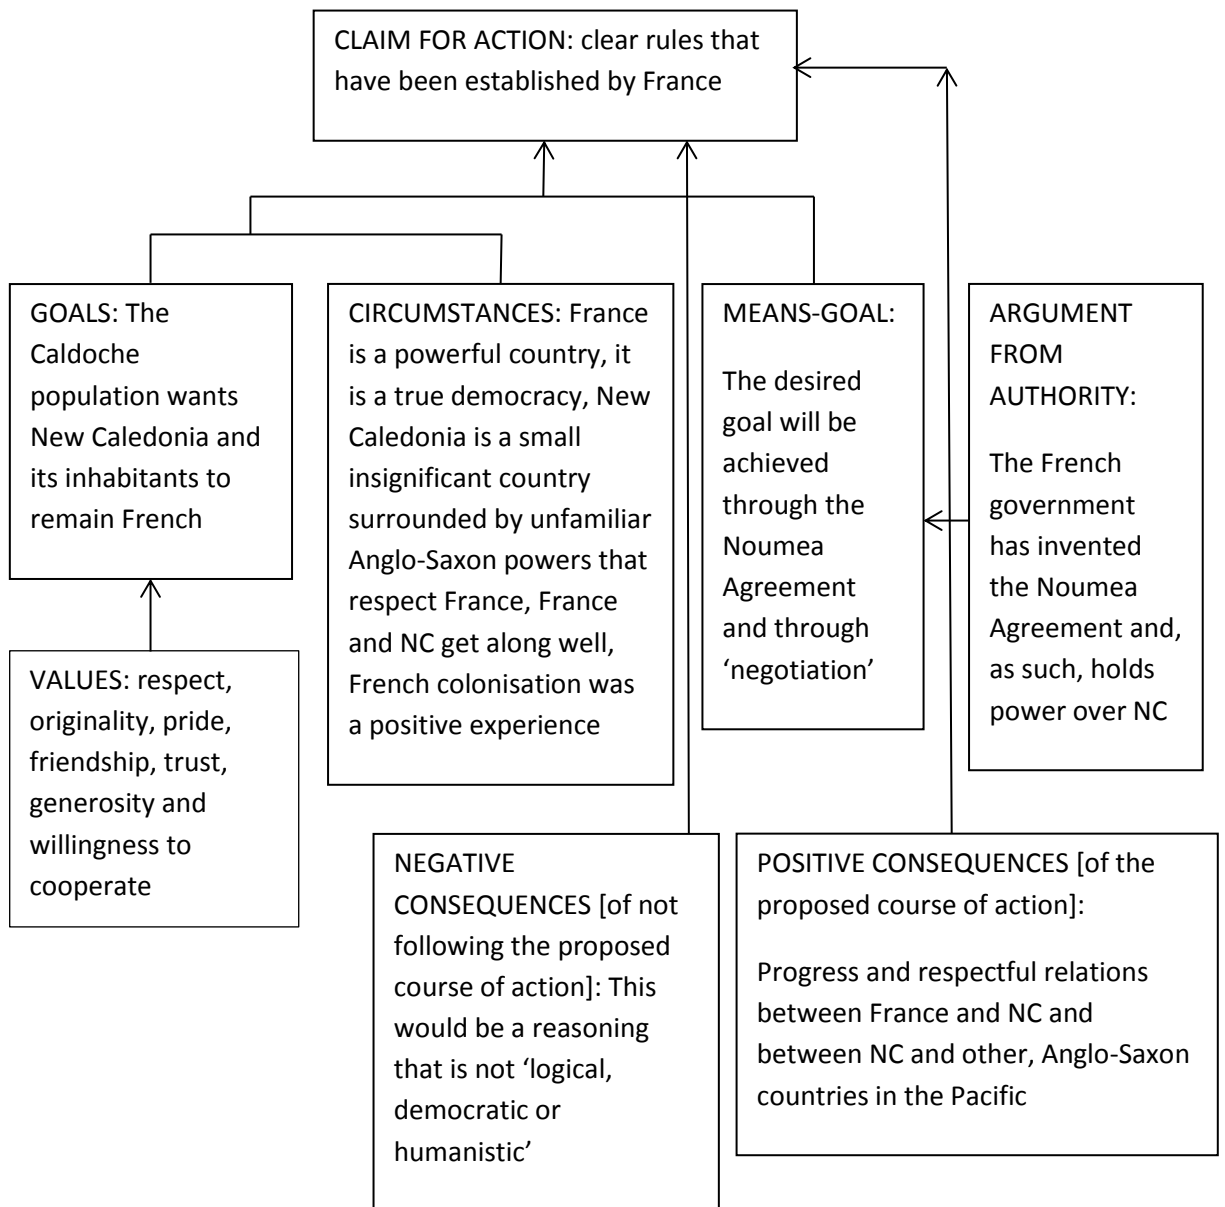 CLAIM FOR ACTION: clear rules that
have been established by France
GOALS: The
Caldoche
population wants
New Caledonia and
its inhabitants to
remain French
CIRCUMSTANCES: France
is a powerful country, it
is a true democracy, New
Caledonia is a small
insignificant country
surrounded by unfamiliar
Anglo-Saxon powers that
respect France, France
and NC get along well,
French colonisation was
a positive experience
MEANS-GOAL:
The desired
goal will be
achieved
through the
Noumea
Agreement
and through
‘negotiation’
ARGUMENT
FROM
AUTHORITY:
The French
government
has invented
the Noumea
Agreement and,
as such, holds
power over NC
VALUES: respect,
originality, pride,
friendship, trust,
generosity and
willingness to
cooperate
NEGATIVE
CONSEQUENCES [of not
following the proposed
course of action]: This
would be a reasoning
that is not ‘logical,
democratic or
humanistic’
POSITIVE CONSEQUENCES [of the
proposed course of action]:
Progress and respectful relations
between France and NC and
between NC and other, Anglo-Saxon
countries in the Pacific